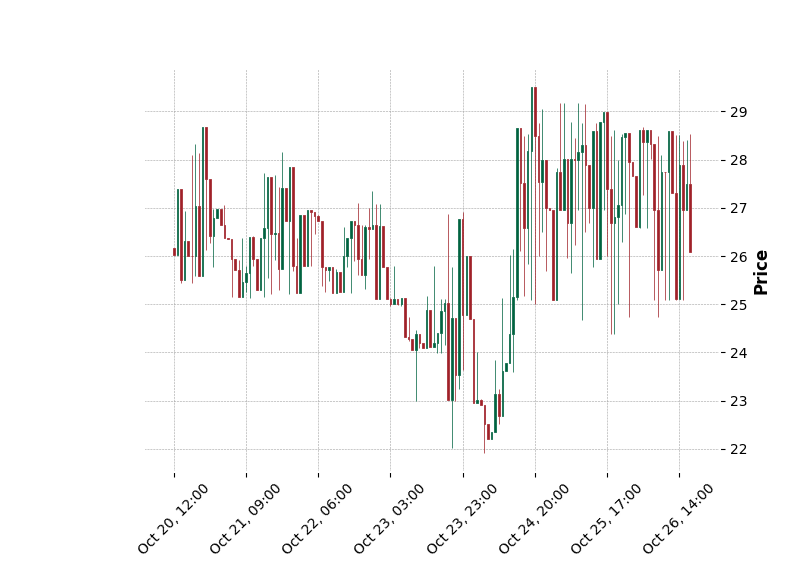 29
28
27
26
25
24
23
22
Price
Oct 20, 12:00
Oct 21, 09:00
Oct 22, 06:00
Oct 23, 03:00
Oct 23, 23:00
Oct 24, 20:00
Oct 25, 17:00
Oct 26, 14:00